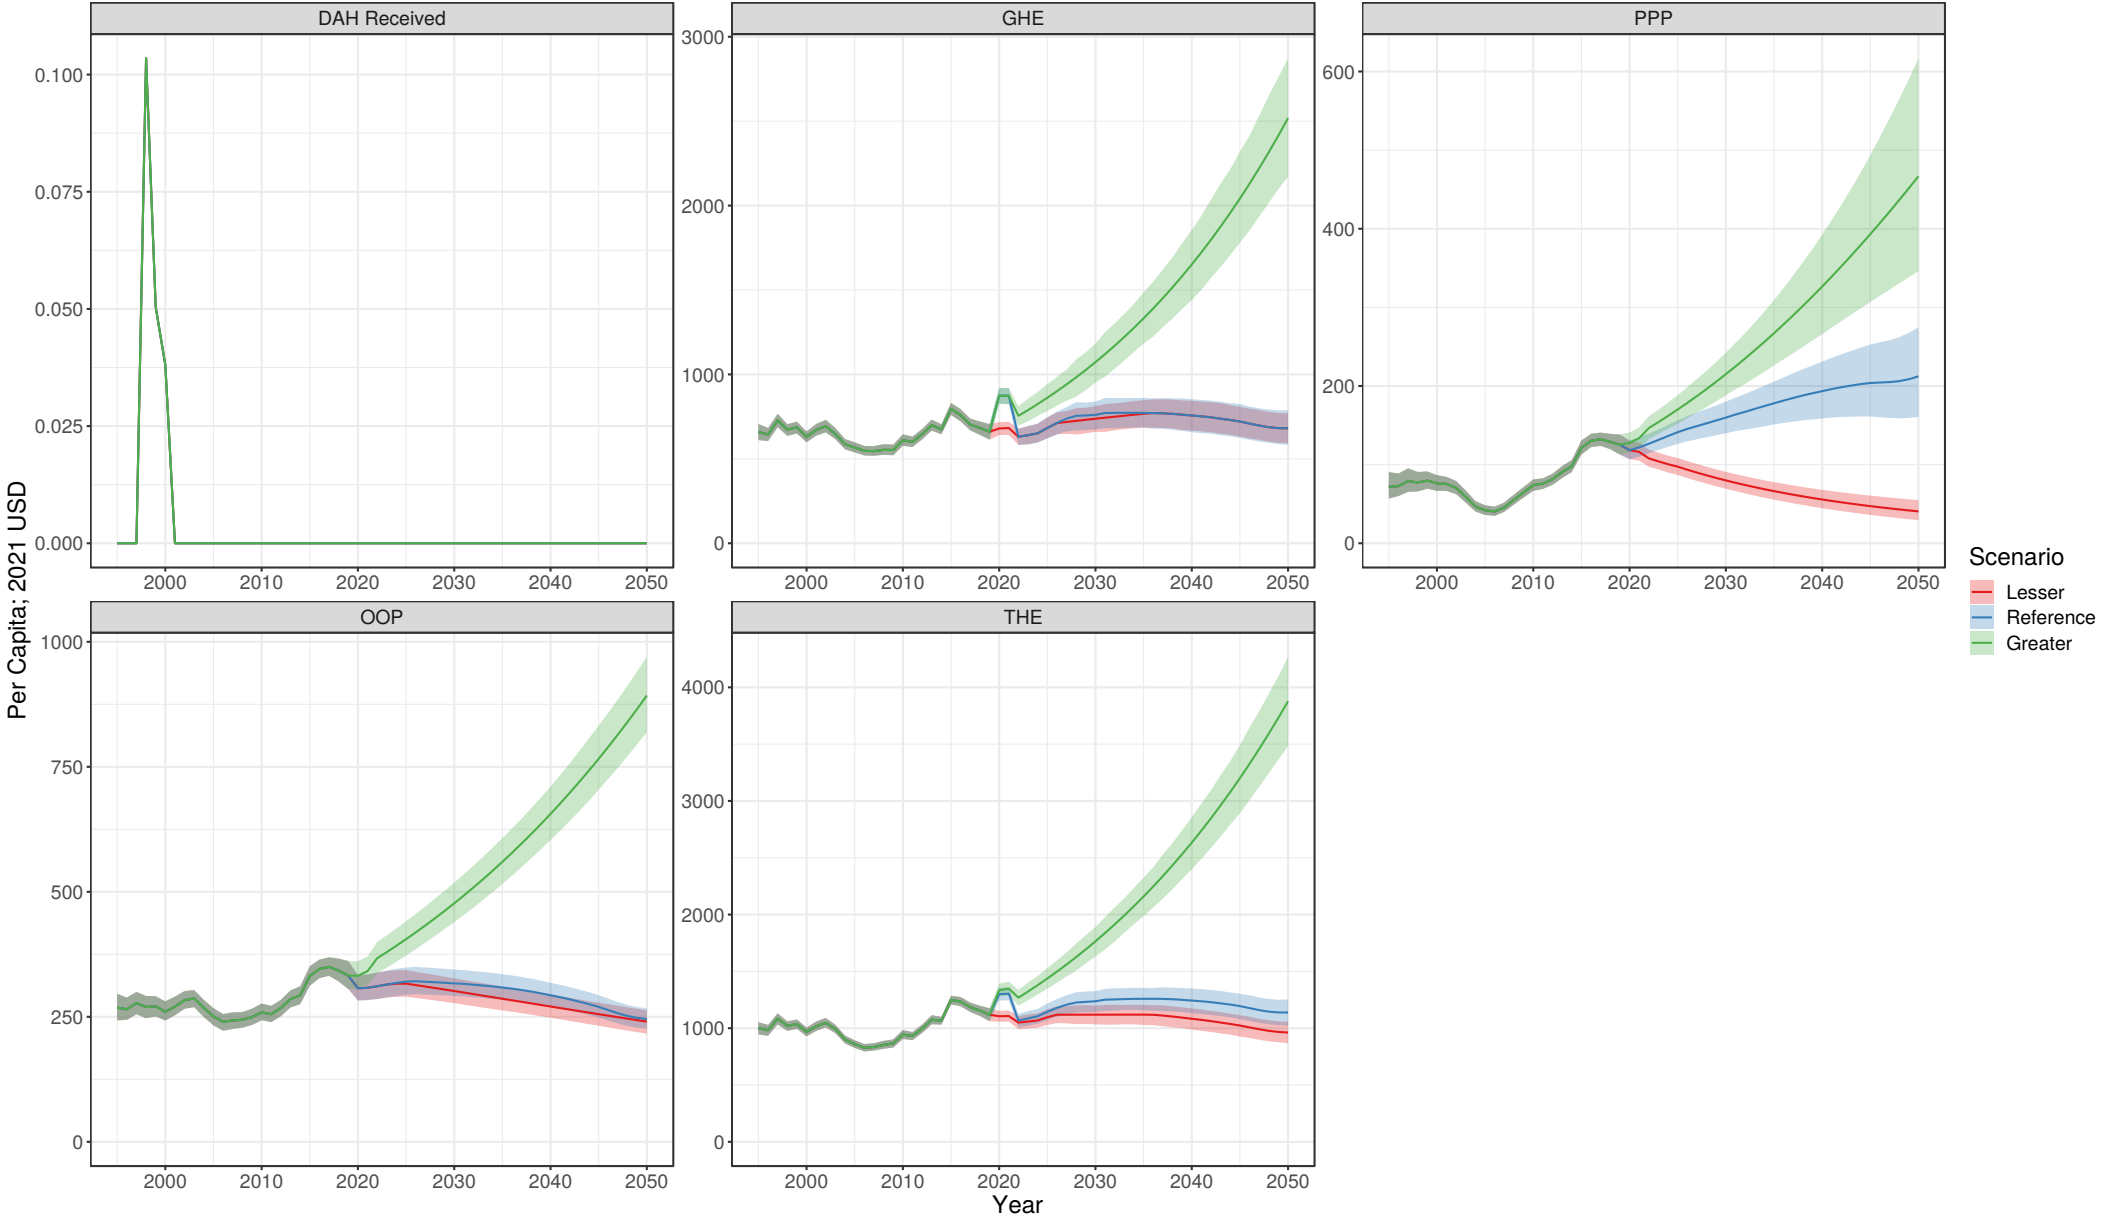 DAH Received
GHE
PPP
0.100
0.075
0.050
0.025
0.000
3000
2000
1000
0
600
400
200
0
2000 2010 2020 2030 2040 2050
2000 2010 2020 2030 2040 2050
2000 2010 2020 2030 2040 2050
OOP
THE
1000
750
500
250
0
4000
3000
2000
1000
0
2000 2010 2020 2030 2040 2050
2000 2010 2020 2030 2040 2050
Per Capita; 2021 USD
Year
Scenario
Lesser
Reference
Greater